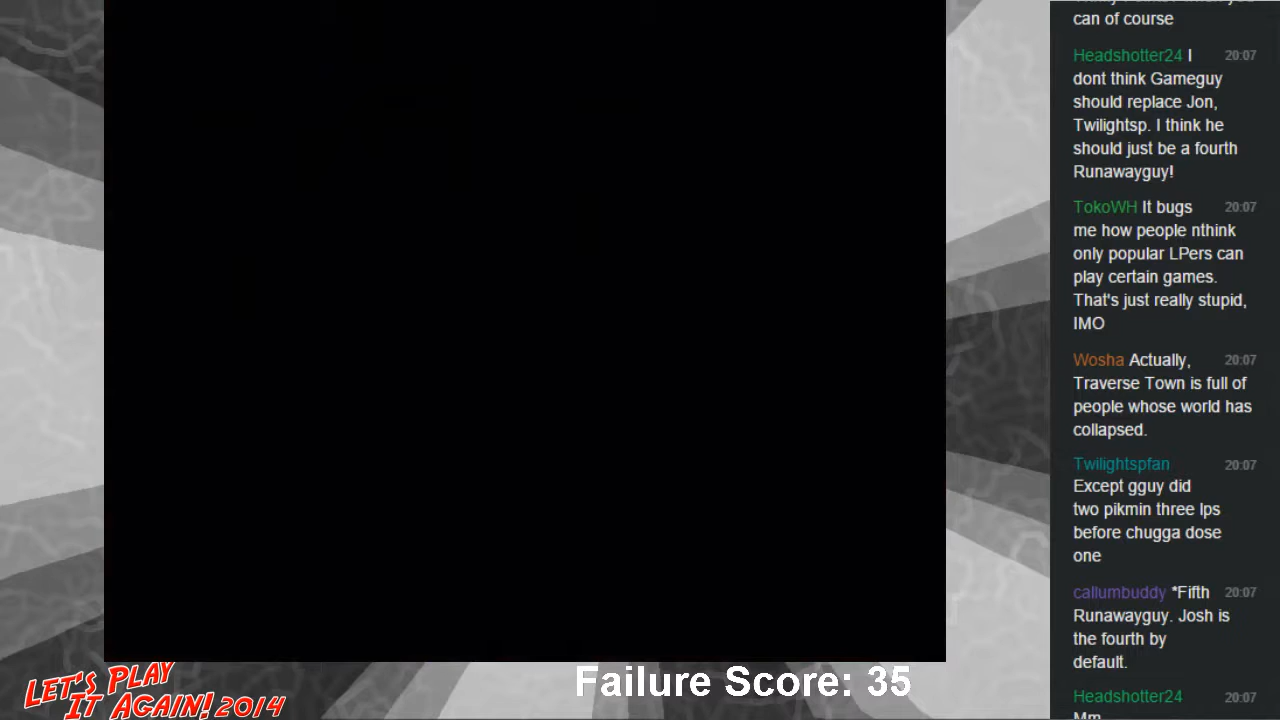 can of course
Headshotter24 I 20:07
dont think Gameguy
should replace Jon,
Twilightsp. I think he
should just be a fourth
Runawayguy!
TokoWH It bugs 20:07
me how people nthink
only popular LPers can
play certain games.
That's just really stupid,
IMO
Wosha Actually, 20:07
Traverse Town is full of
people whose world has
collapsed.
Twilightspfan 20:07
Except gguy did
two pikmin three lps
before chugga dose
one
callumbuddy *Fifth 20:07
Runawayguy. Josh is
the fourth by
default.
Headshotter24 20:07
Mm
LET'S PLAY
IT AGAIN! 2014
Failure Score: 35